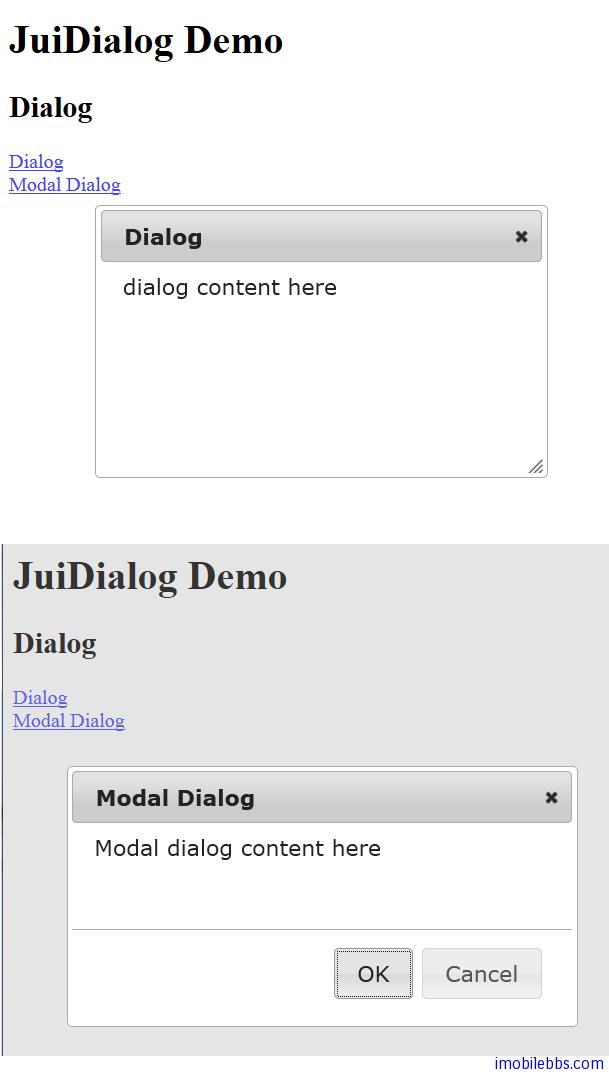 JuiDialog Demo
Dialog
Dialog
Modal Dialog
Dialog
dialog content here
JuiDialog Demo
Dialog
Dialog
Modal Dialog
Modal Dialog
Modal dialog content here
OK Cancel
imobilebbs.com